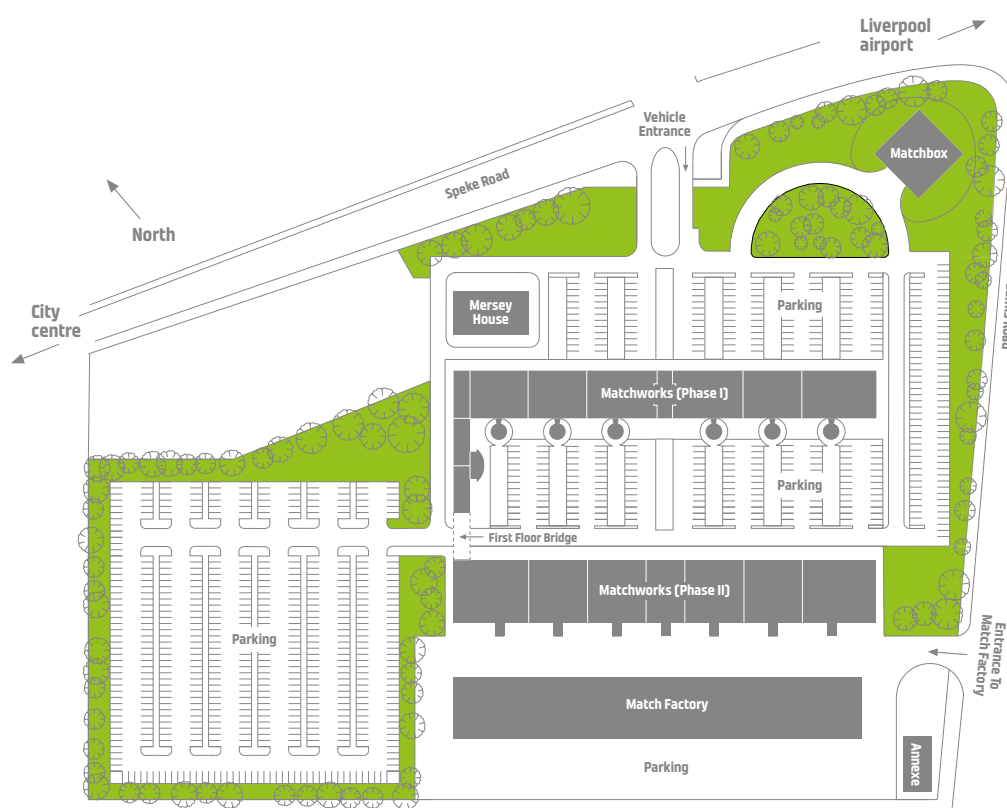 Liverpool
airport
Vehicle
Entrance
Matchbox
Speke Road
North
City
centre
Mersey
House
Parking
Matchworks (Phase I)
Parking
First Floor Bridge
Matchworks (Phase II)
Parking
Entrance To
Match Factory
Match Factory
Annexe
Parking